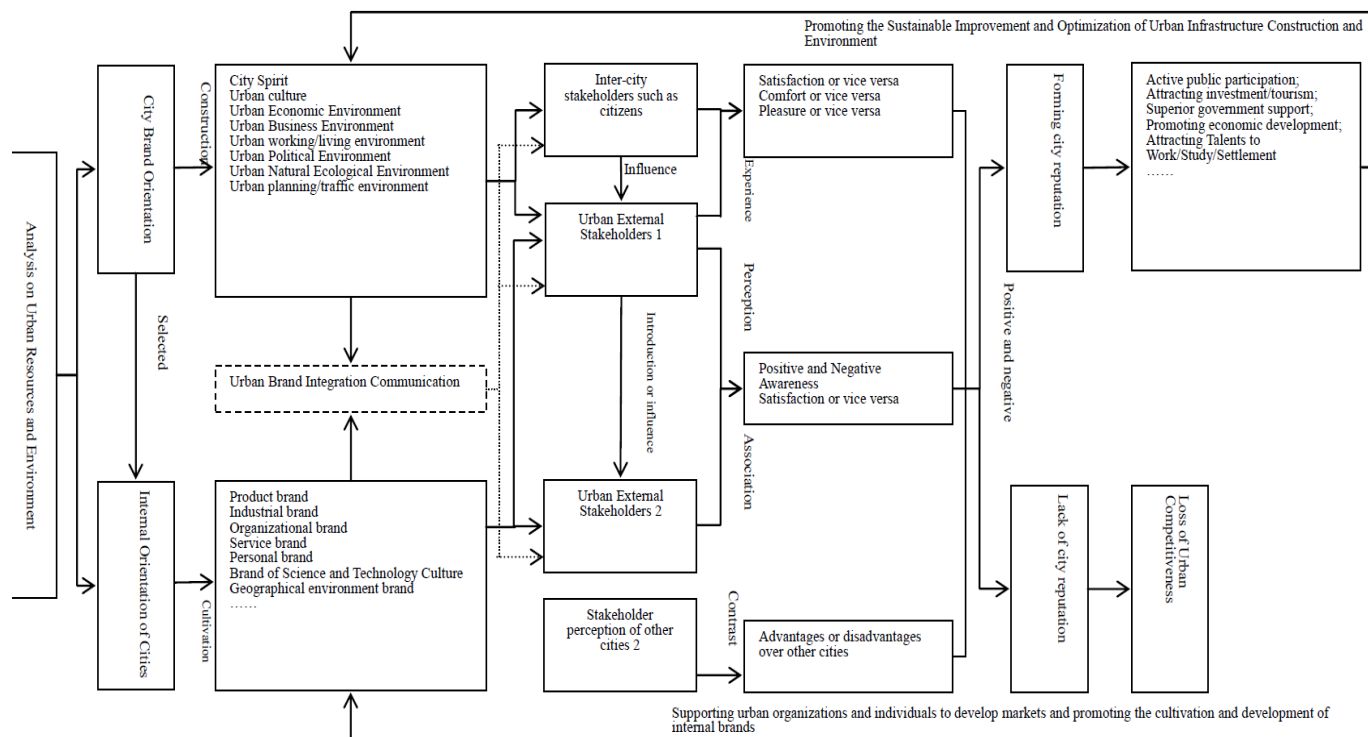 Promoting the Sustainable Improvement and Optimization of Urban Infrastructure Construction and
Environment
Analysis on Urban Resources and Environment
City Brand Orientation
Selected
Internal Orientation of Cities
Construction
City Spirit
Urban culture
Urban Economic Environment
Urban Business Environment
Urban working/living environment
Urban Political Environment
Urban Natural Ecological Environment
Urban planning/traffic environment
Urban Brand Integration Communication
Cultivation
Product brand
Industrial brand
Organizational brand
Service brand
Personal brand
Brand of Science and Technology Culture
Geographical environment brand
……
Inter-city
stakeholders such as
citizens
Influence
Urban External
Stakeholders 1
Introduction or influence
Urban External
Stakeholders 2
Stakeholder
perception of other
cities 2
Experience
Perception
Association
Contrast
Satisfaction or vice versa
Comfort or vice versa
Pleasure or vice versa
Positive and Negative
Awareness
Satisfaction or vice versa
Advantages or disadvantages
over other cities
Positive and negative
Forming city reputation
Lack of city reputation
Active public participation;
Attracting investment/tourism;
Superior government support;
Promoting economic development;
Attracting Talents to
Work/Study/Settlement
……
Loss of Urban
Competitiveness
Supporting urban organizations and individuals to develop markets and promoting the cultivation and development of
internal brands